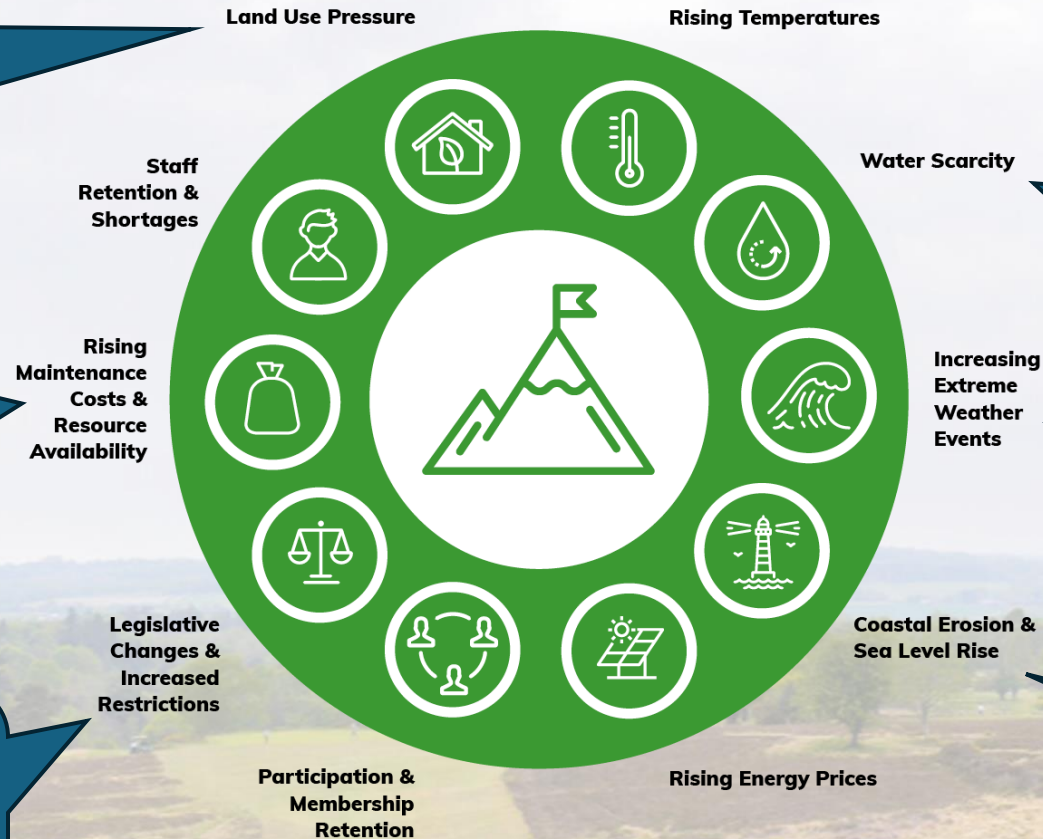 Land Use Pressure
Rising Temperatures
Water Scarcity
Increasing
Extreme
Weather
Events
Coastal Erosion &
Sea Level Rise
Rising Energy Prices
Participation &
Membership
Retention
Legislative
Changes &
Increased
Restrictions
Rising
Maintenance
Costs &
Resource
Availability
Staff
Retention &
Shortages